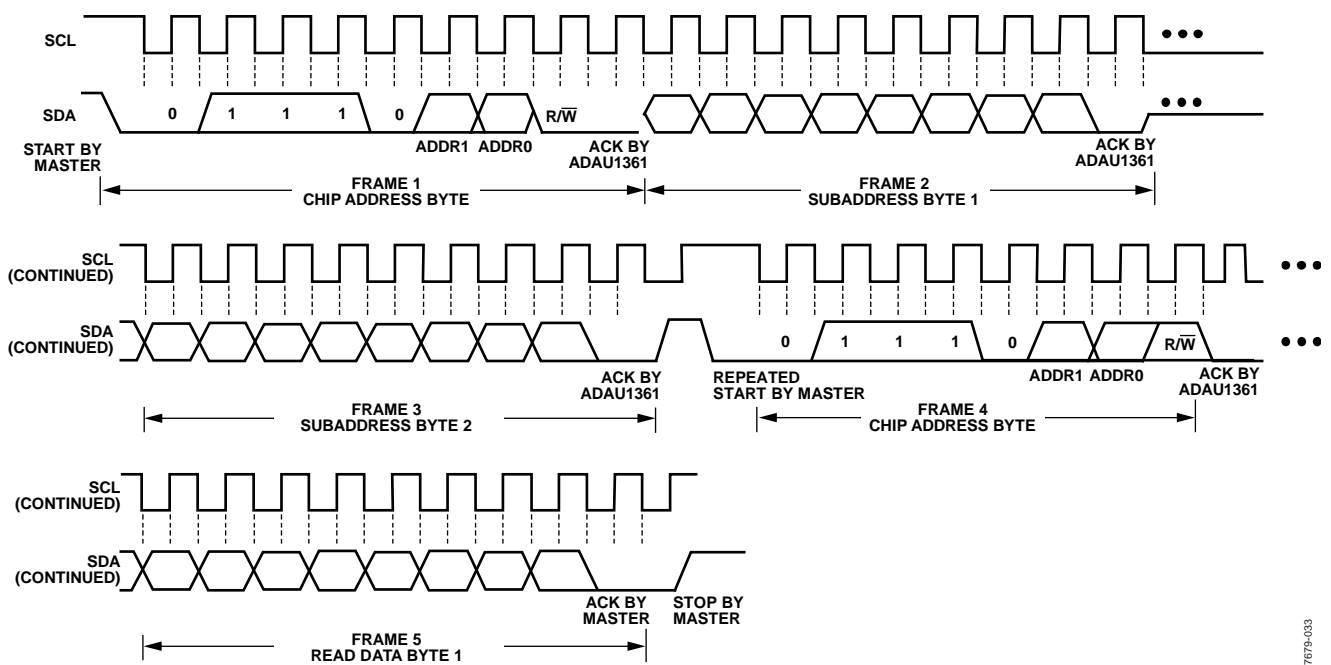 SCL
SDA
0 1 1 1 0 R/W̅
ADDR1 ADDR0
START BY
MASTER
ACK BY
ADAU1361
ACK BY
ADAU1361
FRAME 1
CHIP ADDRESS BYTE
FRAME 2
SUBADDRESS BYTE 1
SCL
(CONTINUED)
SDA
(CONTINUED)
0 1 1 1 0 R/W̅
ADDR1 ADDR0
ACK BY
ADAU1361
REPEATED
START BY MASTER
ACK BY
ADAU1361
FRAME 3
SUBADDRESS BYTE 2
FRAME 4
CHIP ADDRESS BYTE
SCL
(CONTINUED)
SDA
(CONTINUED)
ACK BY
MASTER
STOP BY
MASTER
FRAME 5
READ DATA BYTE 1
7679-033